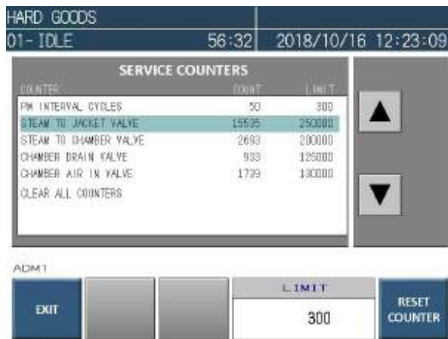 HARD GOODS
01- IDLE 56:32 2018/10/16 12:23:09
SERVICE COUNTERS
COUNTER COUNT LIMIT
PM INTERVAL CYCLES 50 300
STEAM TO JACKET VALVE 15535 250000
STEAM TO CHAMBER VALVE 2693 200000
CHAMBER DRAIN VALVE 933 125000
CHAMBER AIR IN VALVE 1739 130000
CLEAR ALL COUNTERS
ADM1
EXIT
LIMIT
300
RESET
COUNTER